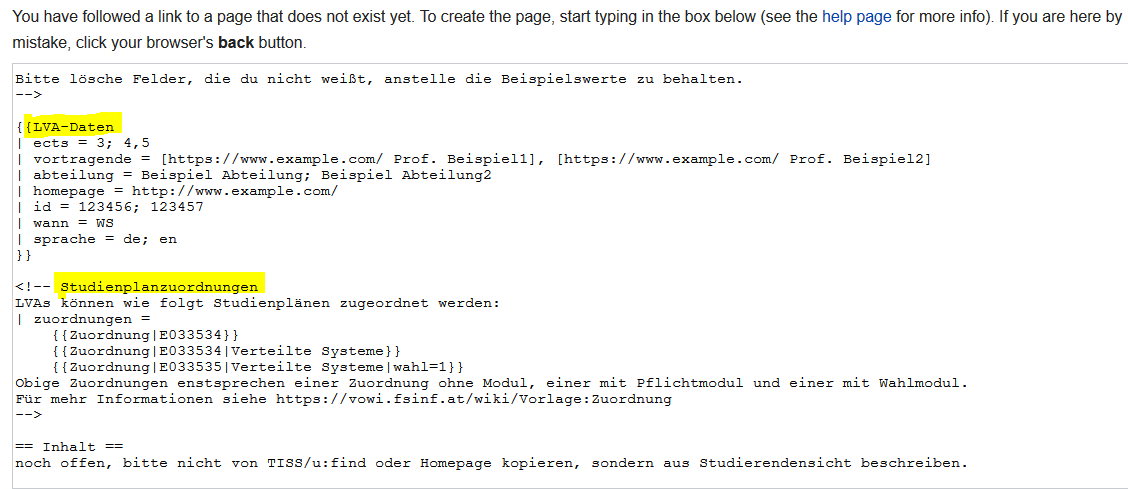 You have followed a link to a page that does not exist yet. To create the page, start typing in the box below (see the help page for more info). If you are here by
mistake, click your browser's back button.
Bitte lösche Felder, die du nicht weißt, anstelle die Beispielswerte zu behalten.
-->
{{LVA-Daten
| ects = 3; 4,5
| vortragende = [https://www.example.com/ Prof. Beispiel1], [https://www.example.com/ Prof. Beispiel2]
| abteilung = Beispiel Abteilung; Beispiel Abteilung2
| homepage = http://www.example.com/
| id = 123456; 123457
| wann = WS
| sprache = de; en
}}
<!-- Studienplanzuordnungen
LVAs können wie folgt Studienplänen zugeordnet werden:
| zuordnungen =
{{Zuordnung|E033534}}
{{Zuordnung|E033534|Verteilte Systeme}}
{{Zuordnung|E033535|Verteilte Systeme|wahl=1}}
Obige Zuordnungen enstsprechen einer Zuordnung ohne Modul, einer mit Pflichtmodul und einer mit Wahlmodul.
Für mehr Informationen siehe https://vowi.fsinf.at/wiki/Vorlage:Zuordnung
-->
== Inhalt ==
noch offen, bitte nicht von TISS/u:find oder Homepage kopieren, sondern aus Studierendensicht beschreiben.